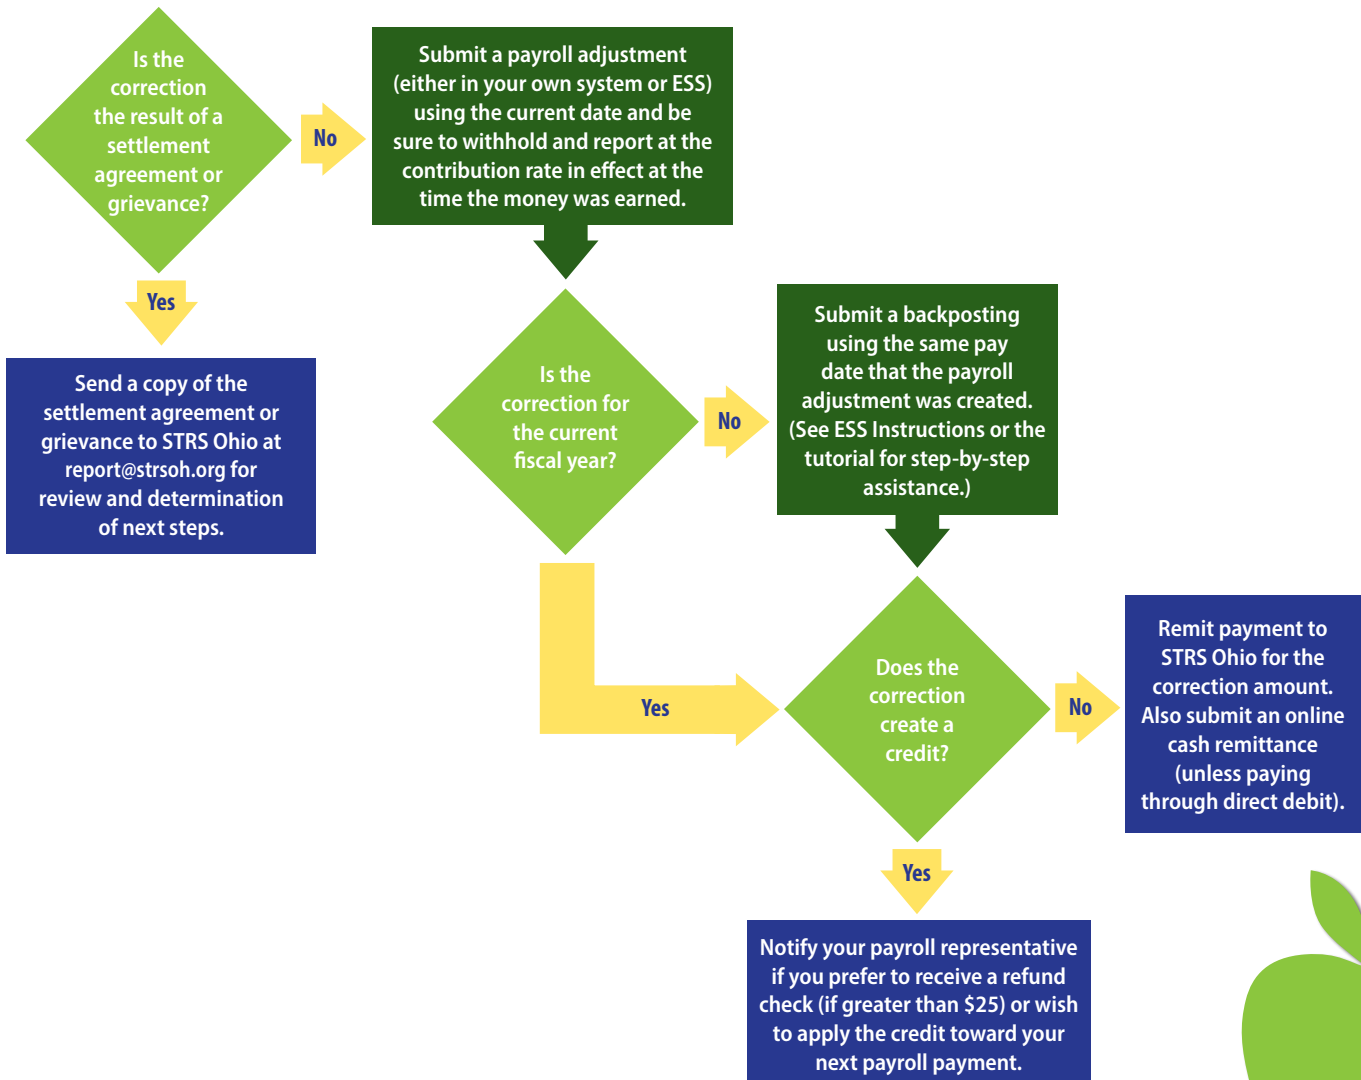 Is the
correction
the result of a
settlement
agreement or
grievance?
No
Submit a payroll adjustment
(either in your own system or ESS)
using the current date and be
sure to withhold and report at the
contribution rate in effect at the
time the money was earned.
Yes
Send a copy of the
settlement agreement or
grievance to STRS Ohio at
report@strsoh.org for
review and determination
of next steps.
Is the
correction for
the current
fiscal year?
No
Submit a backposting
using the same pay
date that the payroll
adjustment was created.
(See ESS Instructions or the
tutorial for step-by-step
assistance.)
Yes
Does the
correction
create a
credit?
No
Remit payment to
STRS Ohio for the
correction amount.
Also submit an online
cash remittance
(unless paying
through direct debit).
Yes
Notify your payroll representative
if you prefer to receive a refund
check (if greater than $25) or wish
to apply the credit toward your
next payroll payment.